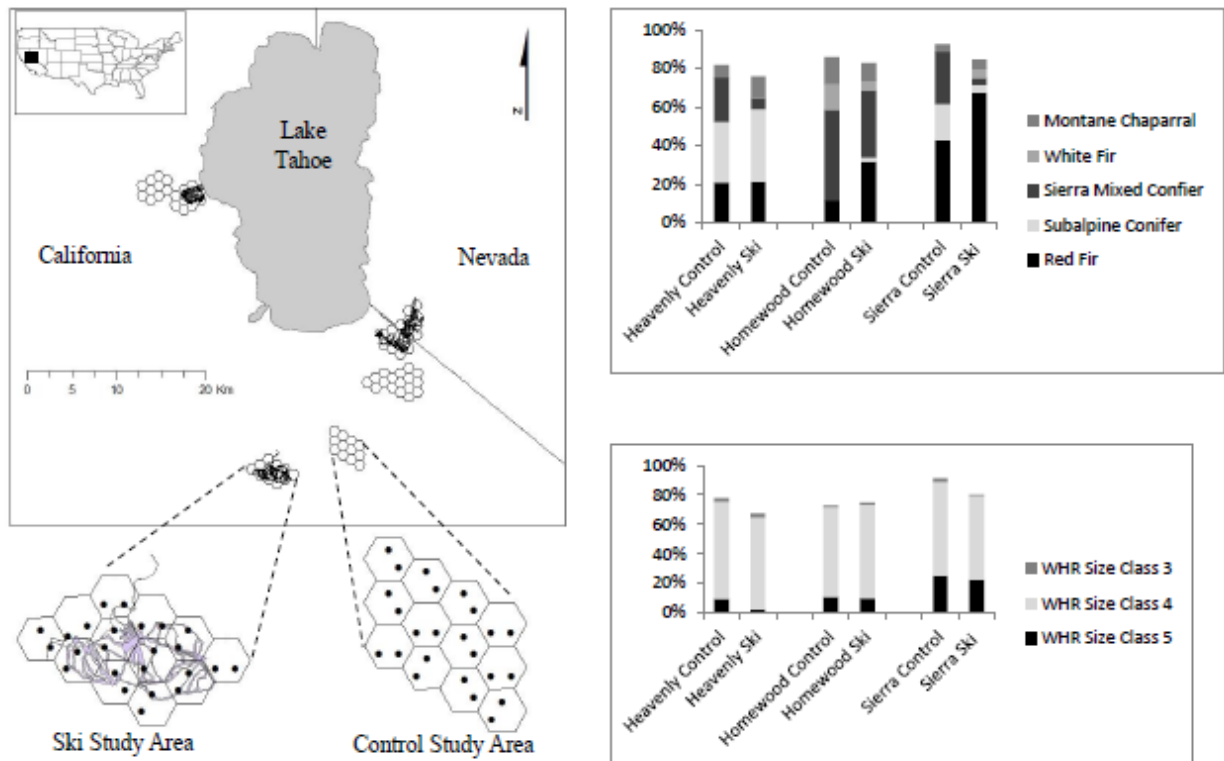 N
Lake
Tahoe
California
Nevada
0 5 10 20 Km
Ski Study Area
Control Study Area
100%
80%
60%
40%
20%
0%
Heavenly Control
Heavenly Ski
Homewood Control
Homewood Ski
Sierra Control
Sierra Ski
Montane Chaparral
White Fir
Sierra Mixed Confier
Subalpine Conifer
Red Fir
100%
80%
60%
40%
20%
0%
Heavenly Control
Heavenly Ski
Homewood Control
Homewood Ski
Sierra Control
Sierra Ski
WHR Size Class 3
WHR Size Class 4
WHR Size Class 5